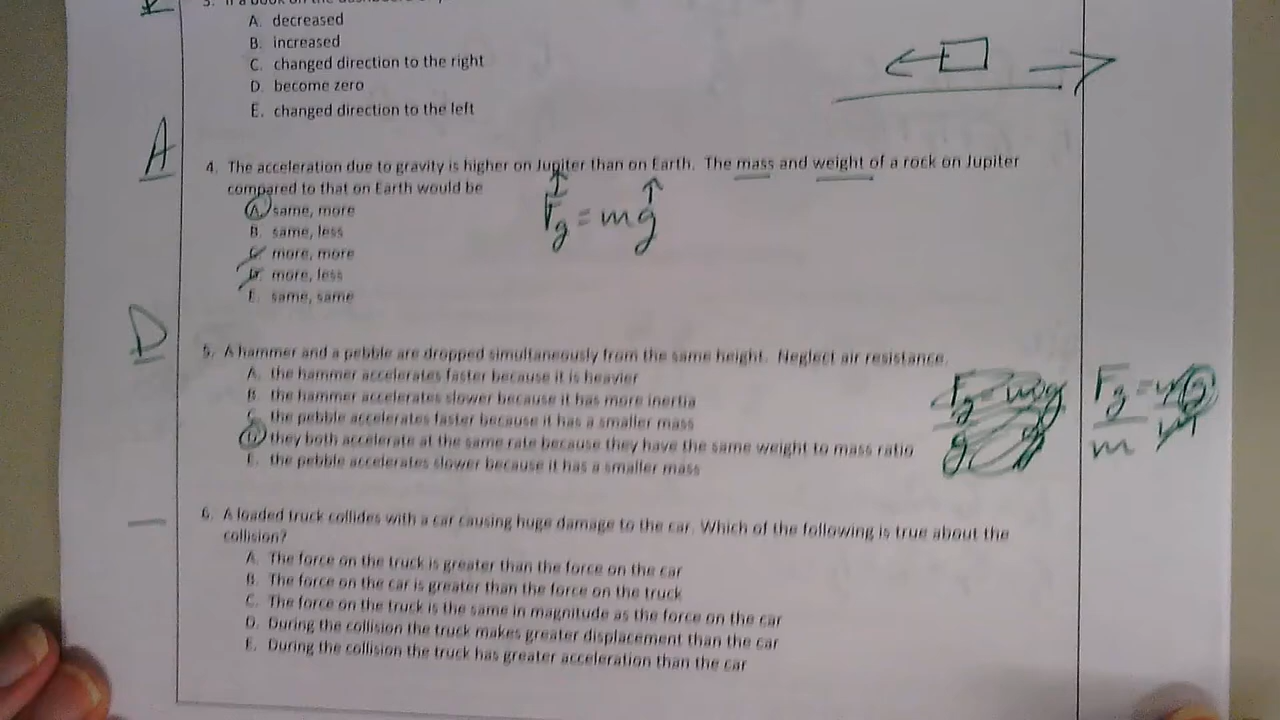 A. decreased
B. increased
C. changed direction to the right
D. become zero
E. changed direction to the left
A
4. The acceleration due to gravity is higher on Jupiter than on Earth. The mass and weight of a rock on Jupiter
compared to that on Earth would be
A. same, more
B. same, less
C. more, more
D. more, less
E. same, same
Fg = mg
D
5. A hammer and a pebble are dropped simultaneously from the same height. Neglect air resistance.
A. the hammer accelerates faster because it is heavier
B. the hammer accelerates slower because it has more inertia
C. the pebble accelerates faster because it has a smaller mass
D. they both accelerate at the same rate because they have the same weight to mass ratio
E. the pebble accelerates slower because it has a smaller mass
Fg = mg
m m
6. A loaded truck collides with a car causing huge damage to the car. Which of the following is true about the
collision?
A. The force on the truck is greater than the force on the car
B. The force on the car is greater than the force on the truck
C. The force on the truck is the same in magnitude as the force on the car
D. During the collision the truck makes greater displacement than the car
E. During the collision the truck has greater acceleration than the car